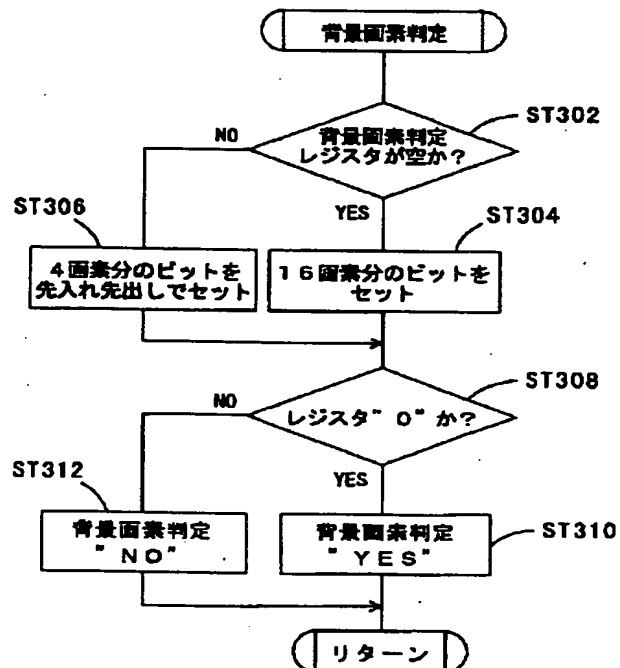 背景画素判定
ST302
NO
背景画素判定
レジスタが空か?
ST306
YES
ST304
4画素分のビットを
先入れ先出しでセット
16画素分のビットを
セット
ST308
NO
レジスタ"0"か?
ST312
YES
背景画素判定
"NO"
背景画素判定
"YES"
ST310
リターン